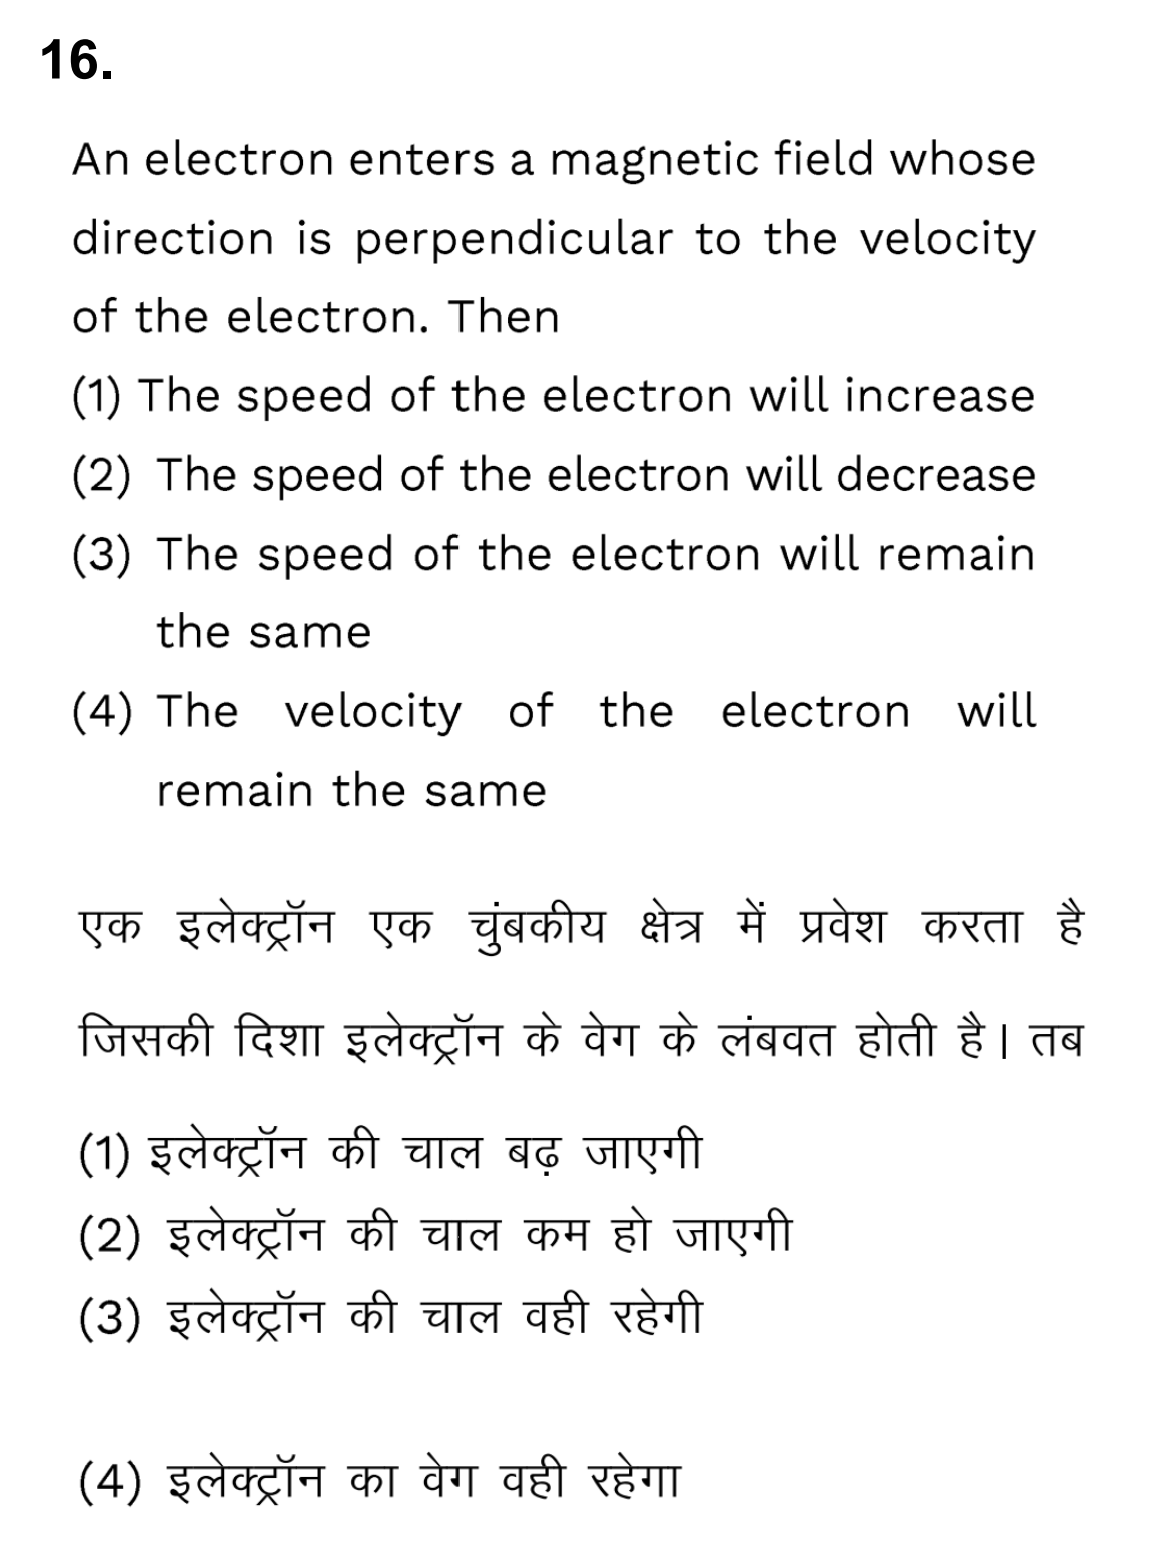 16.
An electron enters a magnetic field whose
direction is perpendicular to the velocity
of the electron. Then
(1) The speed of the electron will increase
(2) The speed of the electron will decrease
(3) The speed of the electron will remain
the same
(4) The velocity of the electron will
remain the same
एक इलेक्ट्रॉन एक चुंबकीय क्षेत्र में प्रवेश करता है
जिसकी दिशा इलेक्ट्रॉन के वेग के लंबवत होती है। तब
(1) इलेक्ट्रॉन की चाल बढ़ जाएगी
(2) इलेक्ट्रॉन की चाल कम हो जाएगी
(3) इलेक्ट्रॉन की चाल वही रहेगी
(4) इलेक्ट्रॉन का वेग वही रहेगा